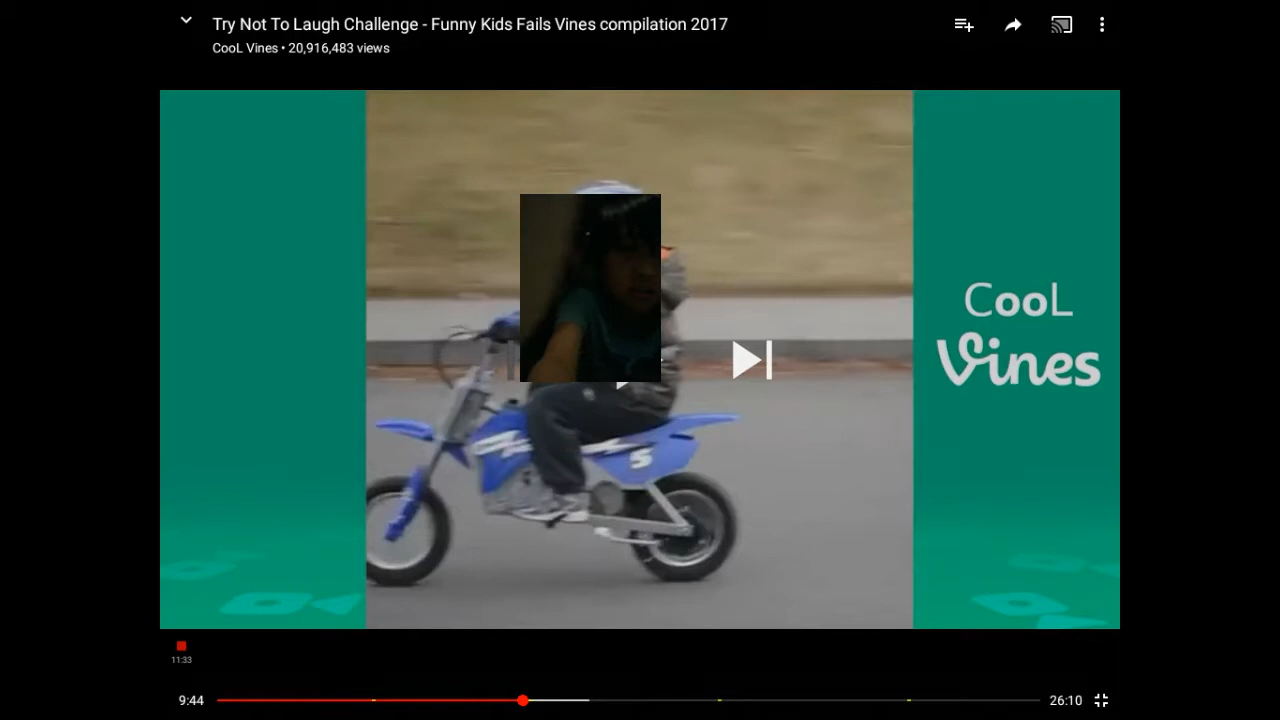 Try Not To Laugh Challenge - Funny Kids Fails Vines compilation 2017
CooL Vines • 20,916,483 views
CooL
Vines
5
11:33
9:44
26:10